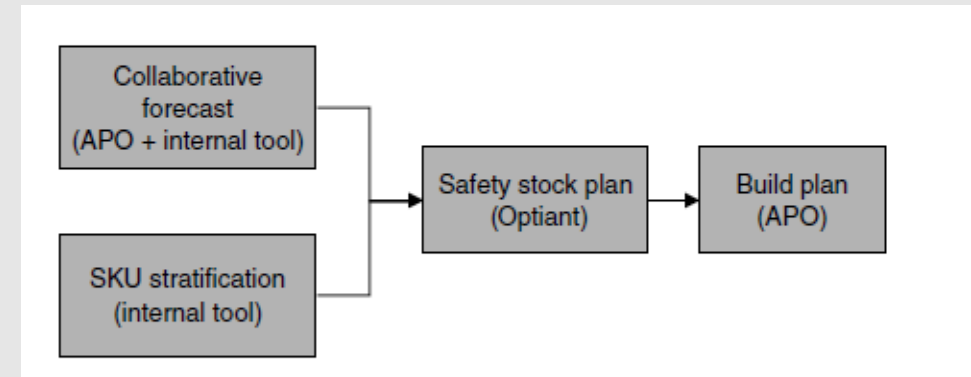 Collaborative
forecast
(APO + internal tool)
SKU stratification
(internal tool)
Safety stock plan
(Optiant)
Build plan
(APO)